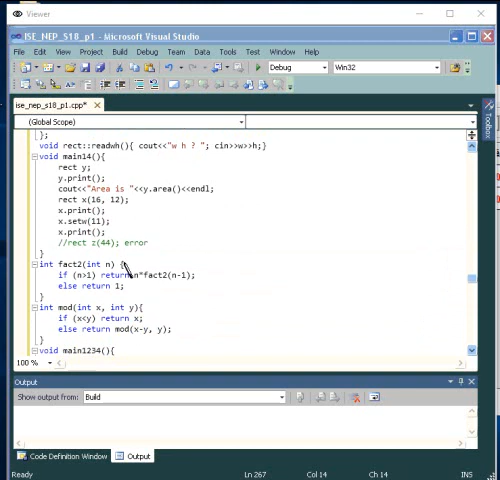 Viewer
ISE_NEP_S18_p1 - Microsoft Visual Studio
File Edit View Project Build Debug Team Data Tools Test Window Help
Debug Win32
ise_nep_s18_p1.cpp*
(Global Scope)
Toolbox
};
void rect::readwh(){ cout<<"w h ? "; cin>>w>>h;}
void main14(){
rect y;
y.print();
cout<<"Area is "<<y.area()<<endl;
rect x(16, 12);
x.print();
x.setw(11);
x.print();
//rect z(44); error
}
int fact2(int n) {
if (n>1) return n*fact2(n-1);
else return 1;
}
int mod(int x, int y){
if (x<y) return x;
else return mod(x-y, y);
}
void main1234(){
100 %
Output
Show output from: Build
Code Definition Window Output
Ready Ln 267 Col 14 Ch 14 INS